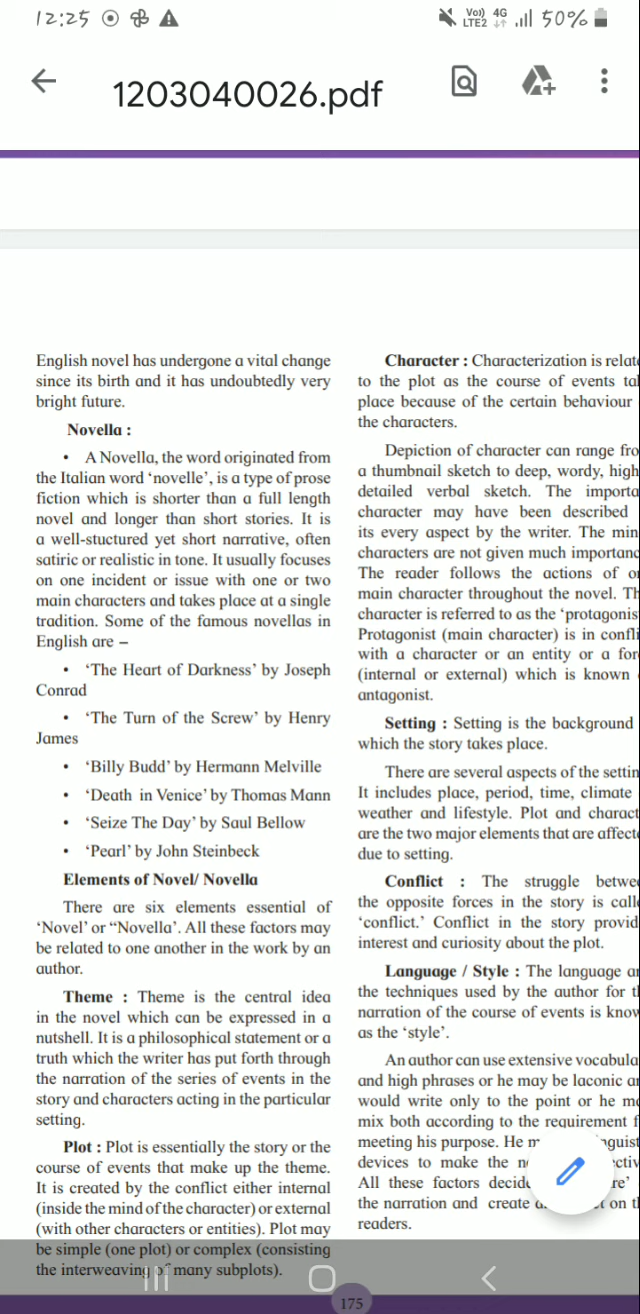 12:25
Vo)) 4G
LTE2
50%
1203040026.pdf
English novel has undergone a vital change
since its birth and it has undoubtedly very
bright future.
Novella :
• A Novella, the word originated from
the Italian word ‘novelle’, is a type of prose
fiction which is shorter than a full length
novel and longer than short stories. It is
a well-stuctured yet short narrative, often
satiric or realistic in tone. It usually focuses
on one incident or issue with one or two
main characters and takes place at a single
tradition. Some of the famous novellas in
English are –
• ‘The Heart of Darkness’ by Joseph
Conrad
• ‘The Turn of the Screw’ by Henry
James
• ‘Billy Budd’ by Hermann Melville
• ‘Death in Venice’ by Thomas Mann
• ‘Seize The Day’ by Saul Bellow
• ‘Pearl’ by John Steinbeck
Elements of Novel/ Novella
There are six elements essential of
‘Novel’ or “Novella’. All these factors may
be related to one another in the work by an
author.
Theme : Theme is the central idea
in the novel which can be expressed in a
nutshell. It is a philosophical statement or a
truth which the writer has put forth through
the narration of the series of events in the
story and characters acting in the particular
setting.
Plot : Plot is essentially the story or the
course of events that make up the theme.
It is created by the conflict either internal
(inside the mind of the character) or external
(with other characters or entities). Plot may
be simple (one plot) or complex (consisting
the interweaving of many subplots).
Character : Characterization is
to the plot as the course of events
place because of the certain behaviour
the characters.
Depiction of character can range
a thumbnail sketch to deep, wordy,
detailed verbal sketch. The
character may have been described
its every aspect by the writer. The
characters are not given much
The reader follows the actions of
main character throughout the novel.
character is referred to as the
Protagonist (main character) is in
with a character or an entity or a
(internal or external) which is known
antagonist.
Setting : Setting is the background
which the story takes place.
There are several aspects of the
It includes place, period, time, climate
weather and lifestyle. Plot and
are the two major elements that are
due to setting.
Conflict : The struggle
the opposite forces in the story is
‘conflict.’ Conflict in the story
interest and curiosity about the plot.
Language / Style : The language
the techniques used by the author for
narration of the course of events is
as the ‘style’.
An author can use extensive
and high phrases or he may be laconic
would write only to the point or he
mix both according to the requirement
meeting his purpose. He
devices to make the
All these factors
the narration and create on
readers.
175